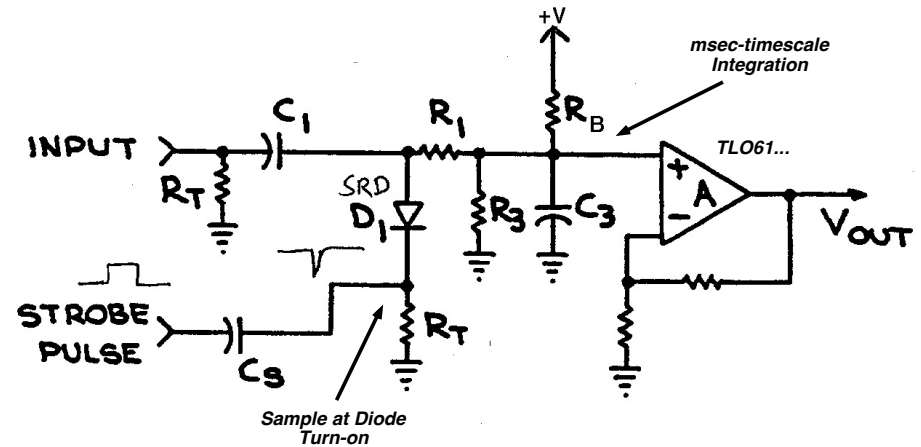 +V
msec-timescale
Integration
C1
R1
RB
INPUT
TLO61...
RT
SRD
D1
R3
C3
+
A
−
VOUT
STROBE
PULSE
CS
RT
Sample at Diode
Turn-on